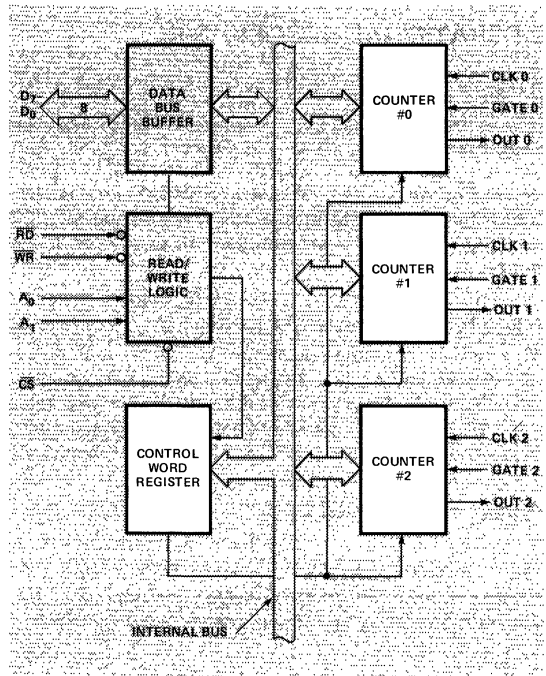 D7
D0
8
DATA
BUS
BUFFER
COUNTER
#0
CLK 0
GATE 0
OUT 0
RD
WR
A0
A1
CS
READ/
WRITE
LOGIC
COUNTER
#1
CLK 1
GATE 1
OUT 1
CONTROL
WORD
REGISTER
COUNTER
#2
CLK 2
GATE 2
OUT 2
INTERNAL BUS